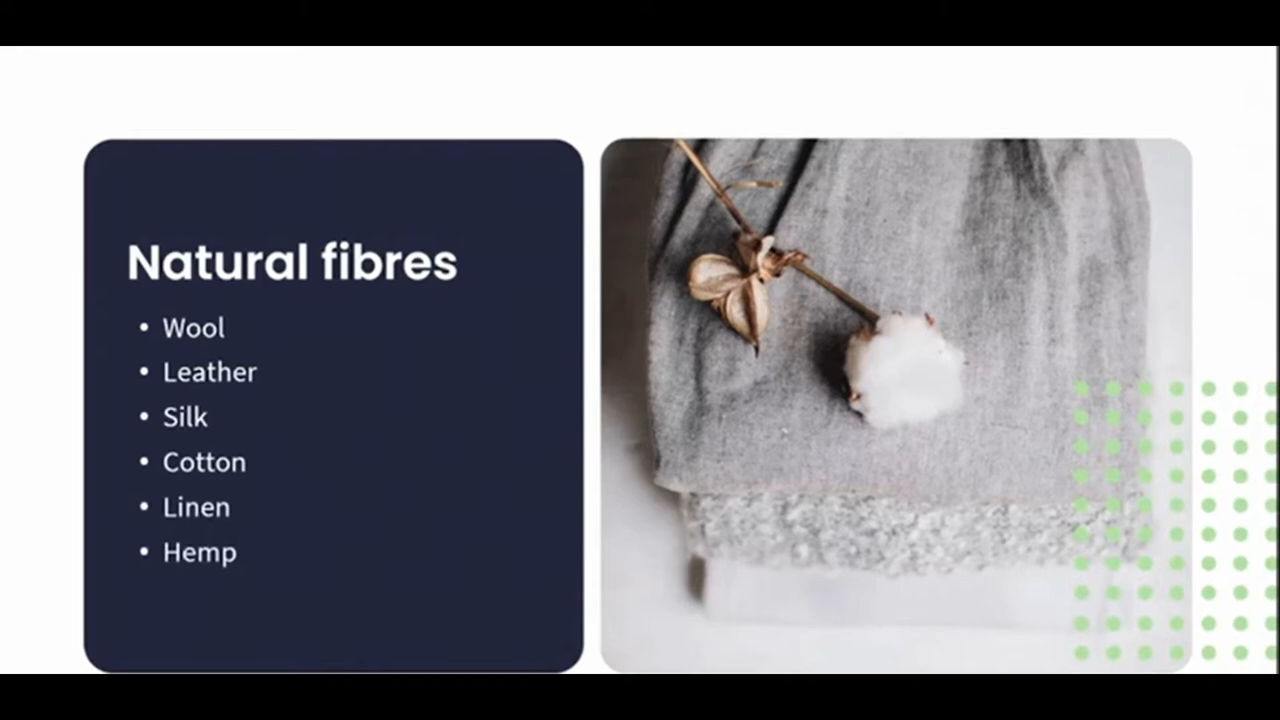 Natural fibres
• Wool
• Leather
• Silk
• Cotton
• Linen
• Hemp